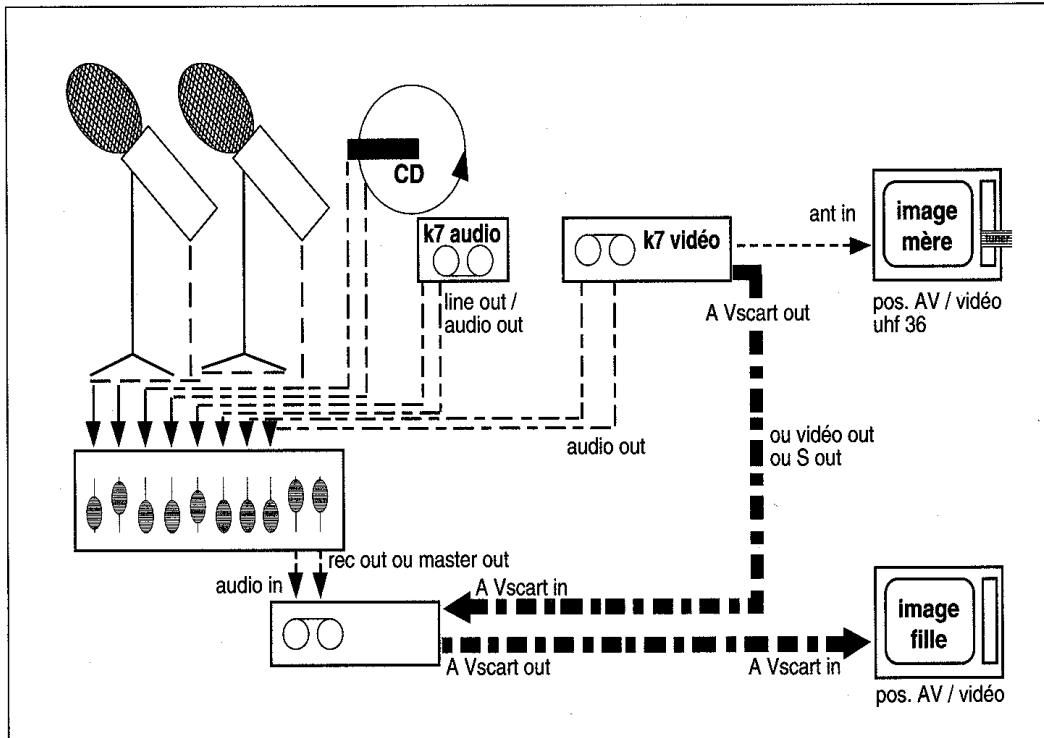 CD
k7 audio
line out /
audio out
k7 vidéo
ant in
image
mère
tuner
pos. AV / vidéo
uhf 36
A Vscart out
ou vidéo out
ou S out
audio out
rec out ou master out
audio in
A Vscart in
A Vscart out
A Vscart in
image
fille
pos. AV / vidéo